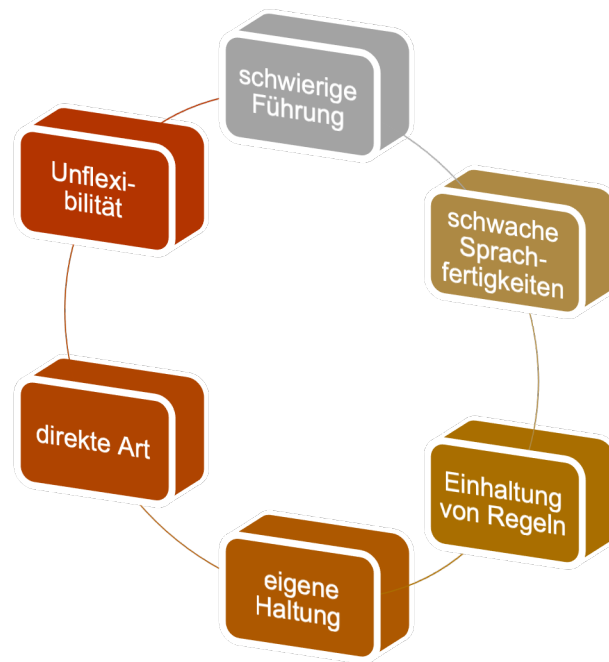 schwierige
Führung
schwache
Sprach-
fertigkeiten
Einhaltung
von Regeln
eigene
Haltung
direkte Art
Unflexi-
bilität